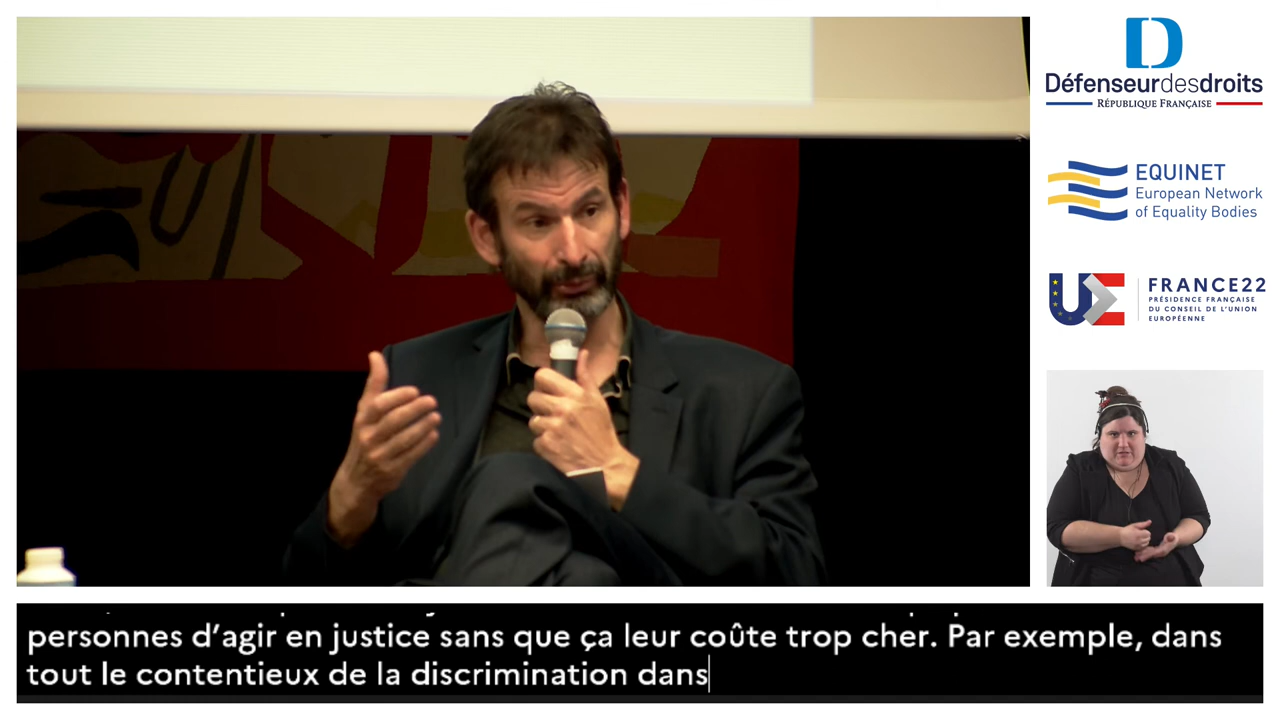 Défenseurdesdroits
RÉPUBLIQUE FRANÇAISE
EQUINET
European Network
of Equality Bodies
UE
FRANCE22
PRÉSIDENCE FRANÇAISE
DU CONSEIL DE L'UNION
EUROPÉENNE
personnes d'agir en justice sans que ça leur coûte trop cher. Par exemple, dans
tout le contentieux de la discrimination dans